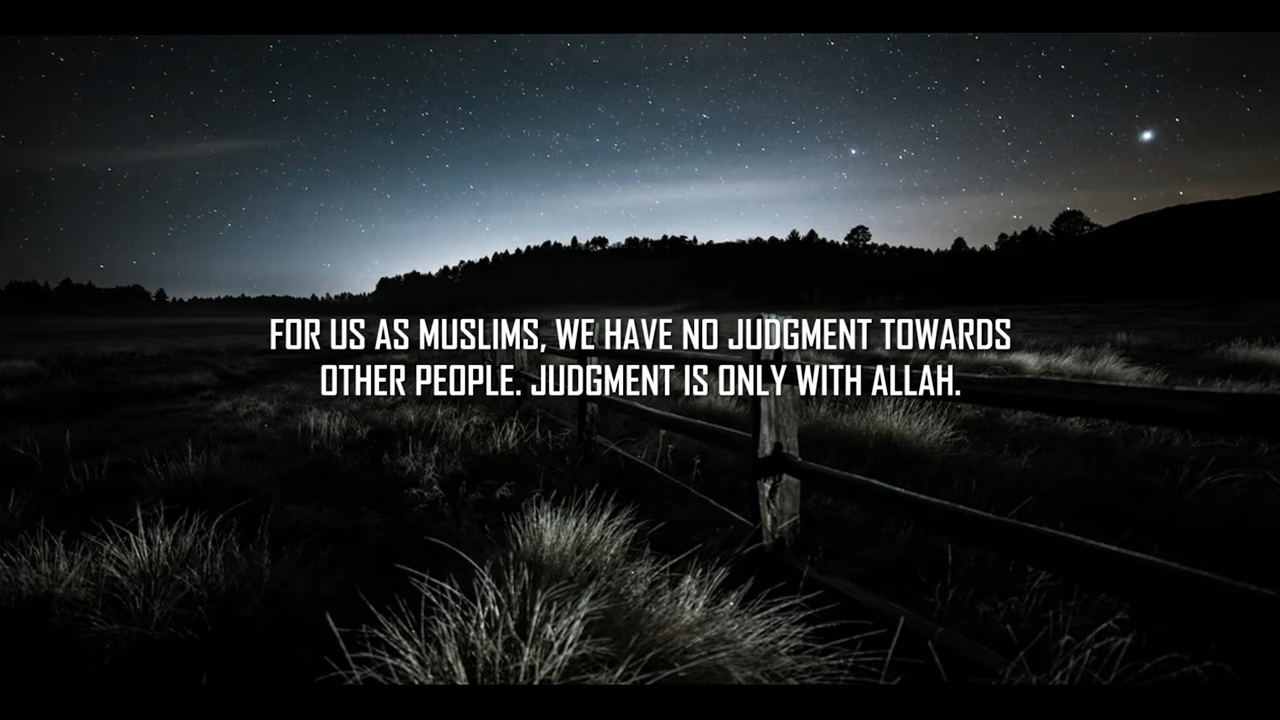 FOR US AS MUSLIMS, WE HAVE NO JUDGMENT TOWARDS
OTHER PEOPLE. JUDGMENT IS ONLY WITH ALLAH.